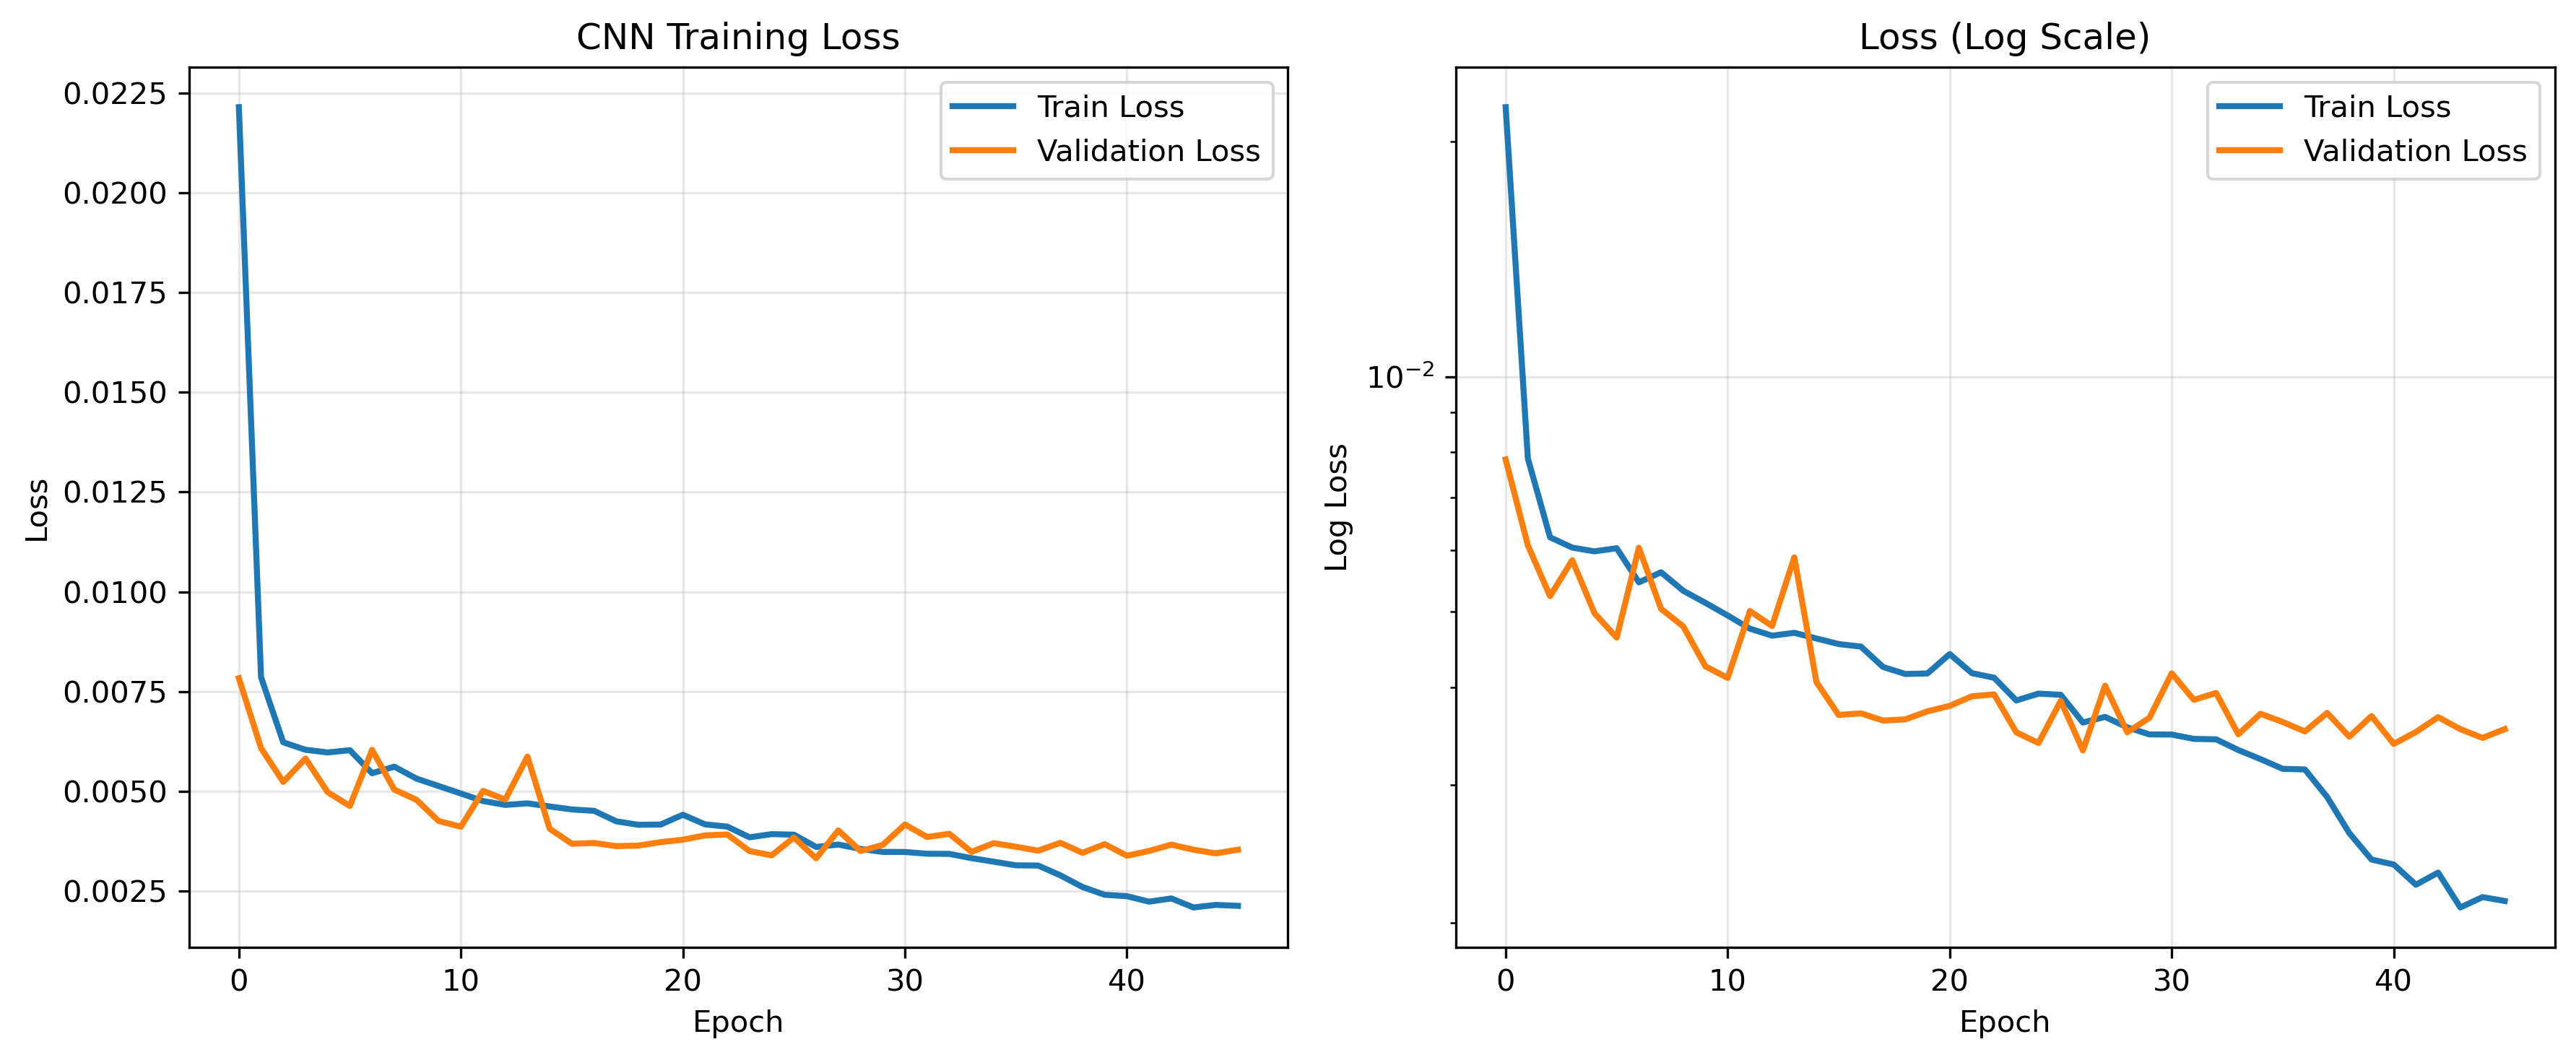 CNN Training Loss
Train Loss
Validation Loss
0.0225
0.0200
0.0175
0.0150
0.0125
0.0100
0.0075
0.0050
0.0025
Loss
0 10 20 30 40
Epoch
Loss (Log Scale)
Train Loss
Validation Loss
10⁻²
Log Loss
0 10 20 30 40
Epoch